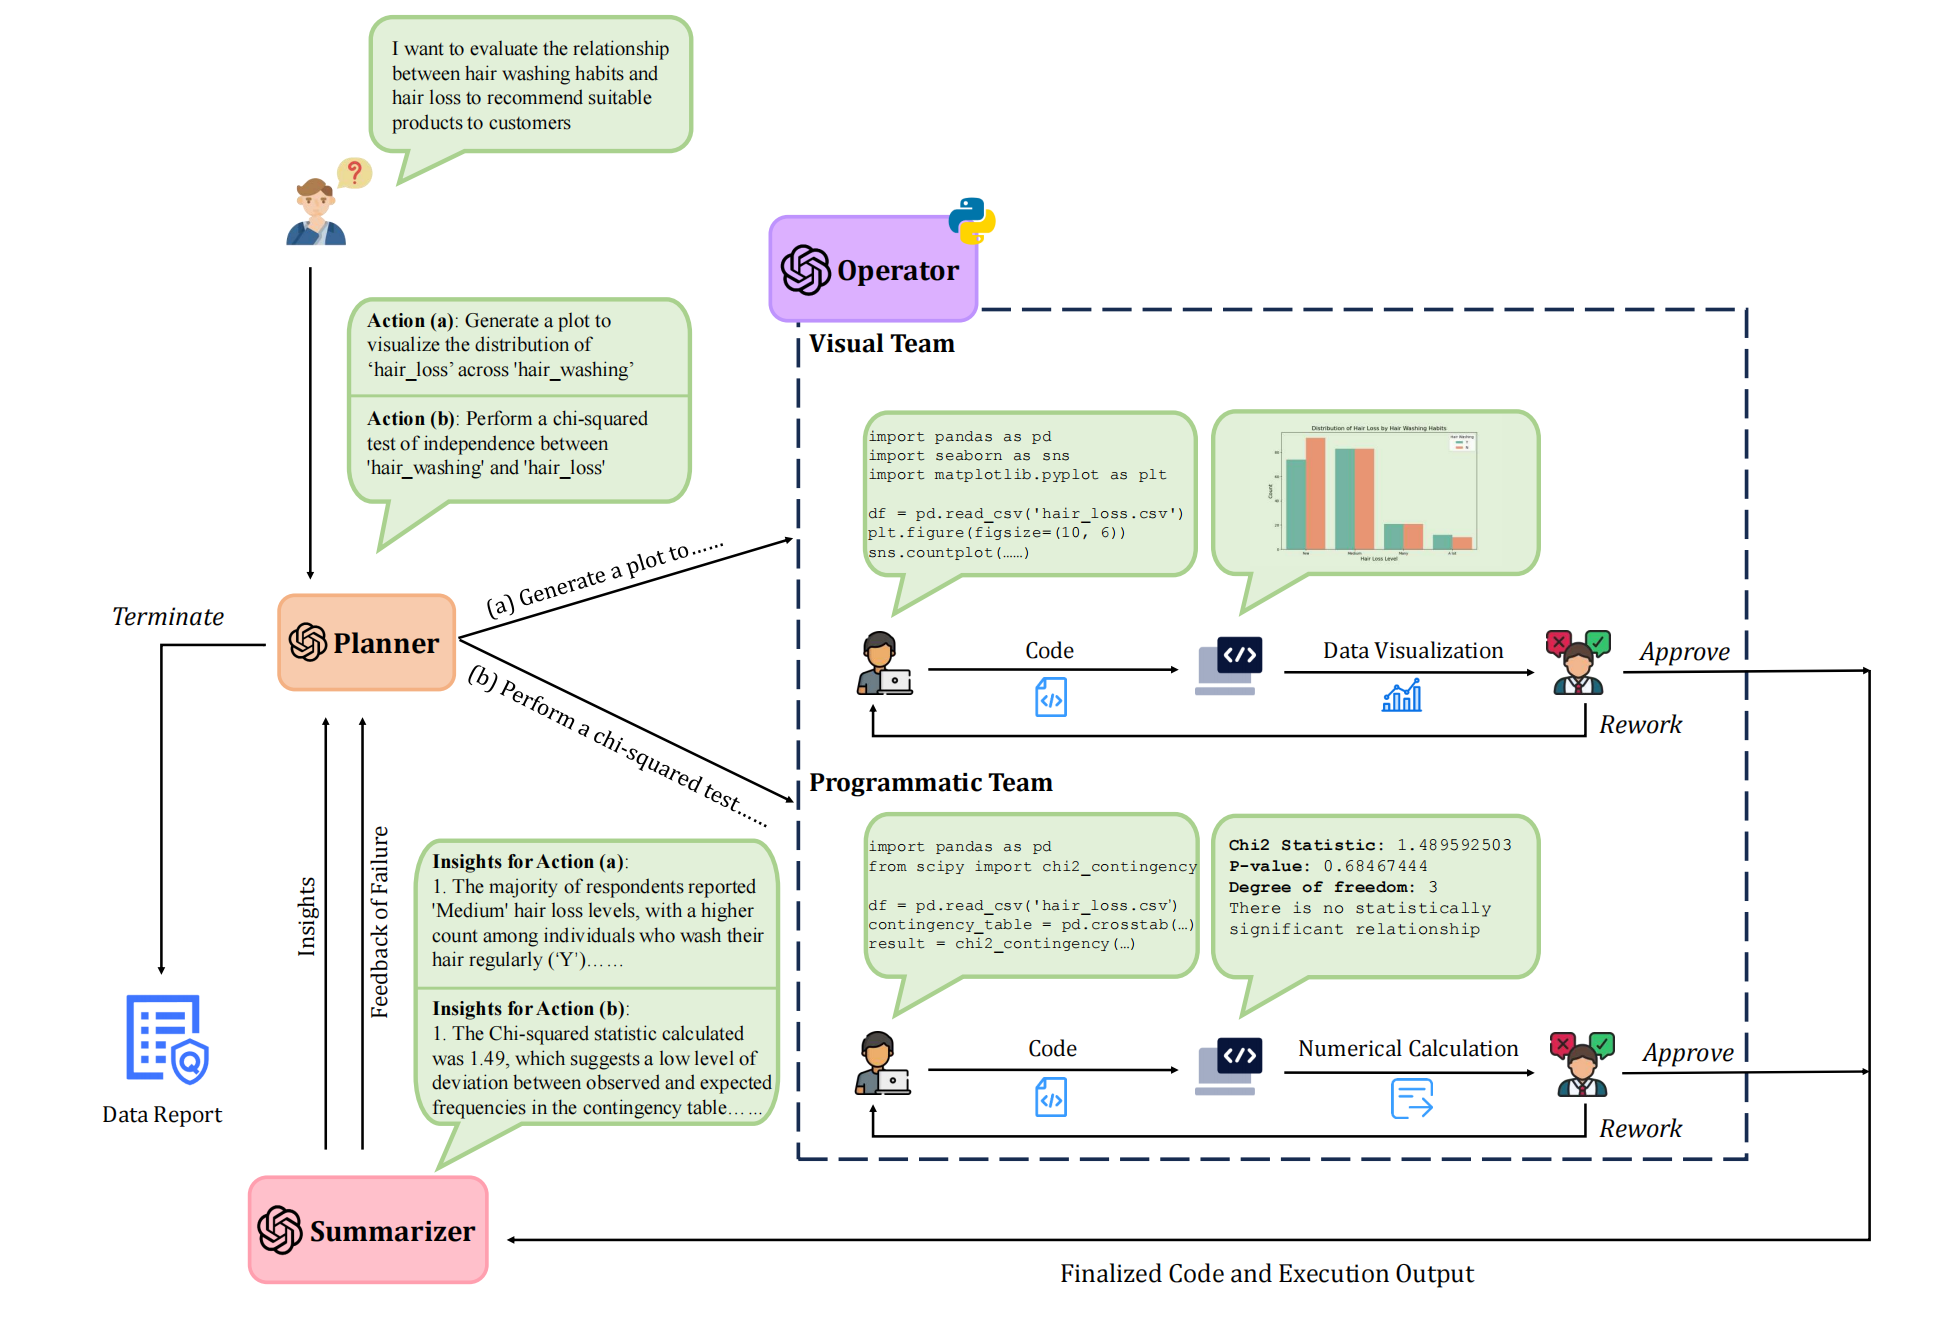 I want to evaluate the relationship
between hair washing habits and
hair loss to recommend suitable
products to customers
Operator
Action (a): Generate a plot to
visualize the distribution of
‘hair_loss’ across 'hair_washing’
Action (b): Perform a chi-squared
test of independence between
'hair_washing' and 'hair_loss'
Visual Team
import pandas as pd
import seaborn as sns
import matplotlib.pyplot as plt
df = pd.read_csv('hair_loss.csv')
plt.figure(figsize=(10, 6))
sns.countplot(……)
Distribution of Hair Loss by Hair Washing Habits
Hair Washing
Y
N
Count
Few
Medium
Many
A lot
Hair Loss Level
(a) Generate a plot to……
Terminate
Planner
(b) Perform a chi-squared test……
Code
Data Visualization
Approve
Rework
Programmatic Team
import pandas as pd
from scipy import chi2_contingency
df = pd.read_csv('hair_loss.csv')
contingency_table = pd.crosstab(…)
result = chi2_contingency(…)
Chi2 Statistic: 1.489592503
P-value: 0.68467444
Degree of freedom: 3
There is no statistically
significant relationship
Insights
Feedback of Failure
Insights for Action (a):
1. The majority of respondents reported
'Medium' hair loss levels, with a higher
count among individuals who wash their
hair regularly (‘Y’)……
Insights for Action (b):
1. The Chi-squared statistic calculated
was 1.49, which suggests a low level of
deviation between observed and expected
frequencies in the contingency table……
Code
Numerical Calculation
Approve
Rework
Data Report
Summarizer
Finalized Code and Execution Output